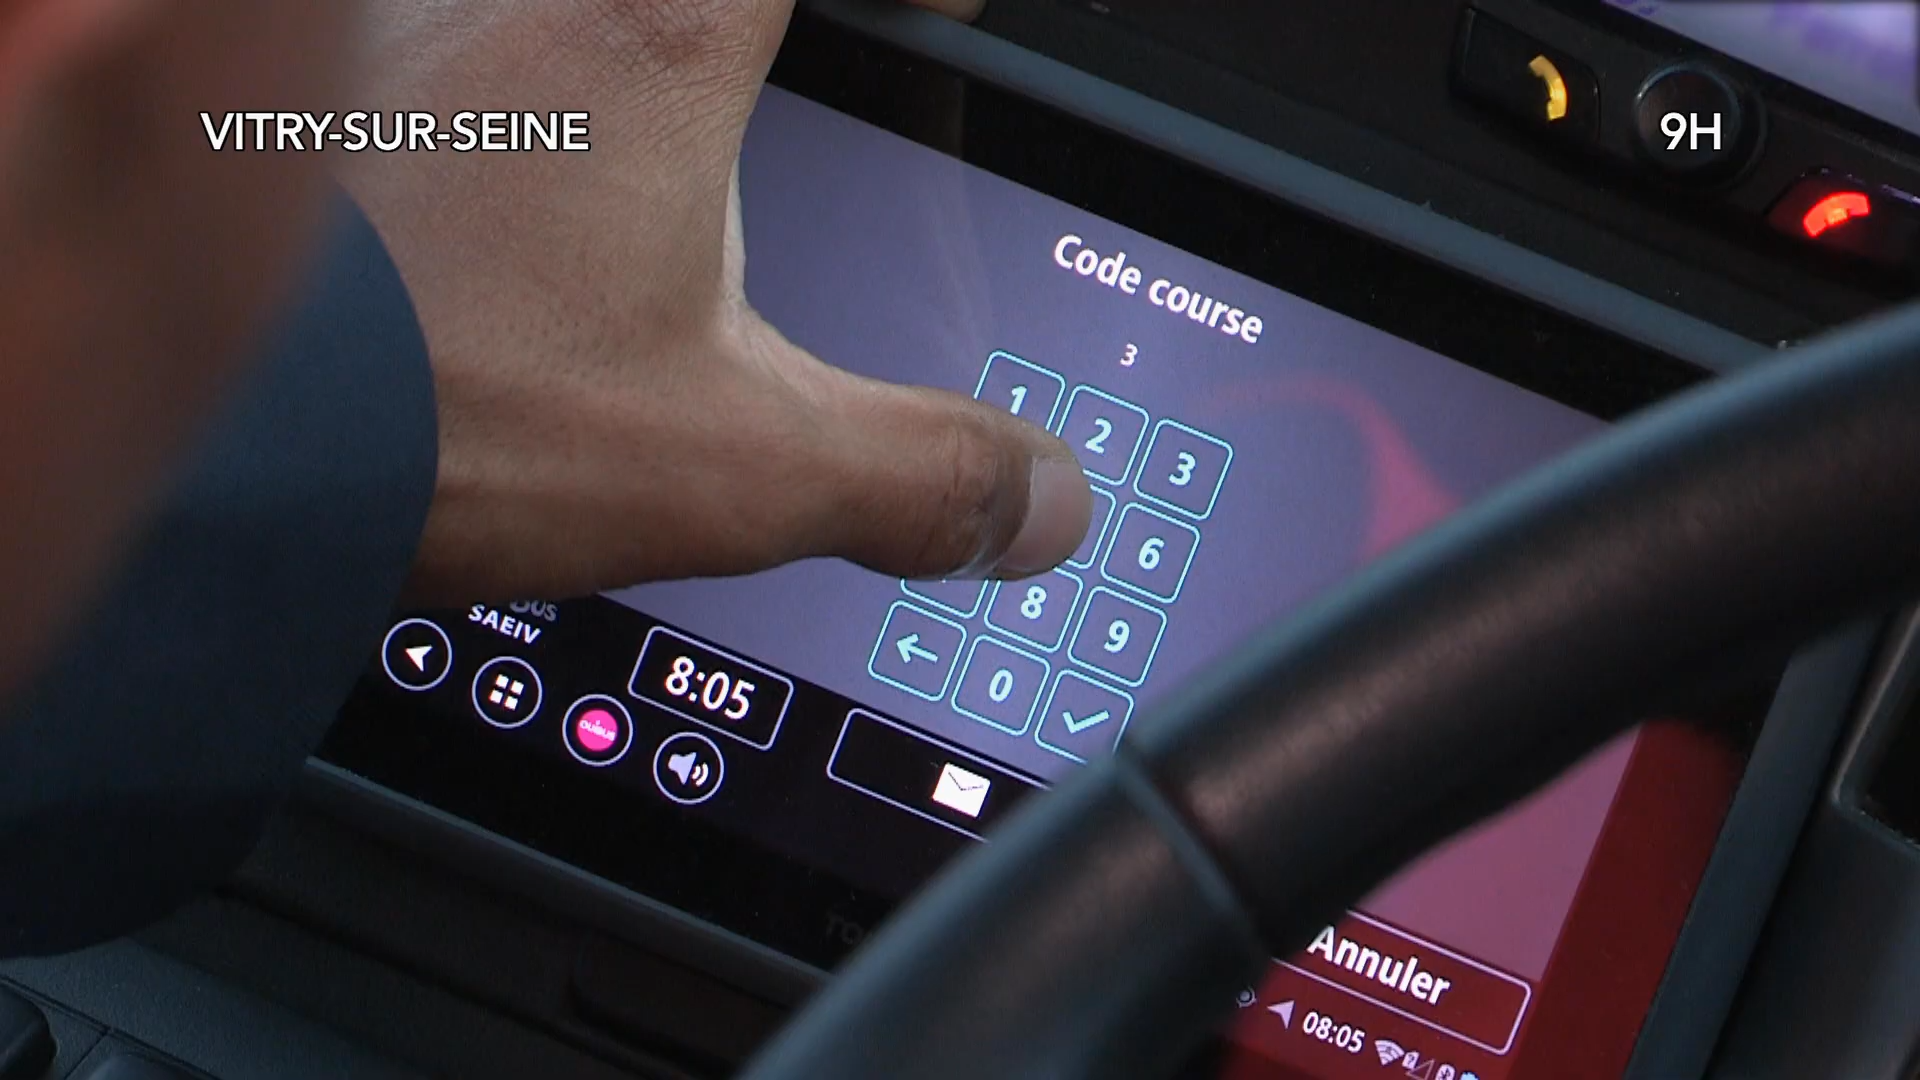 VITRY-SUR-SEINE
9H
Code course
3
1
2
3
6
8
9
0
SAEIV
8:05
OUIBUS
Annuler
08:05